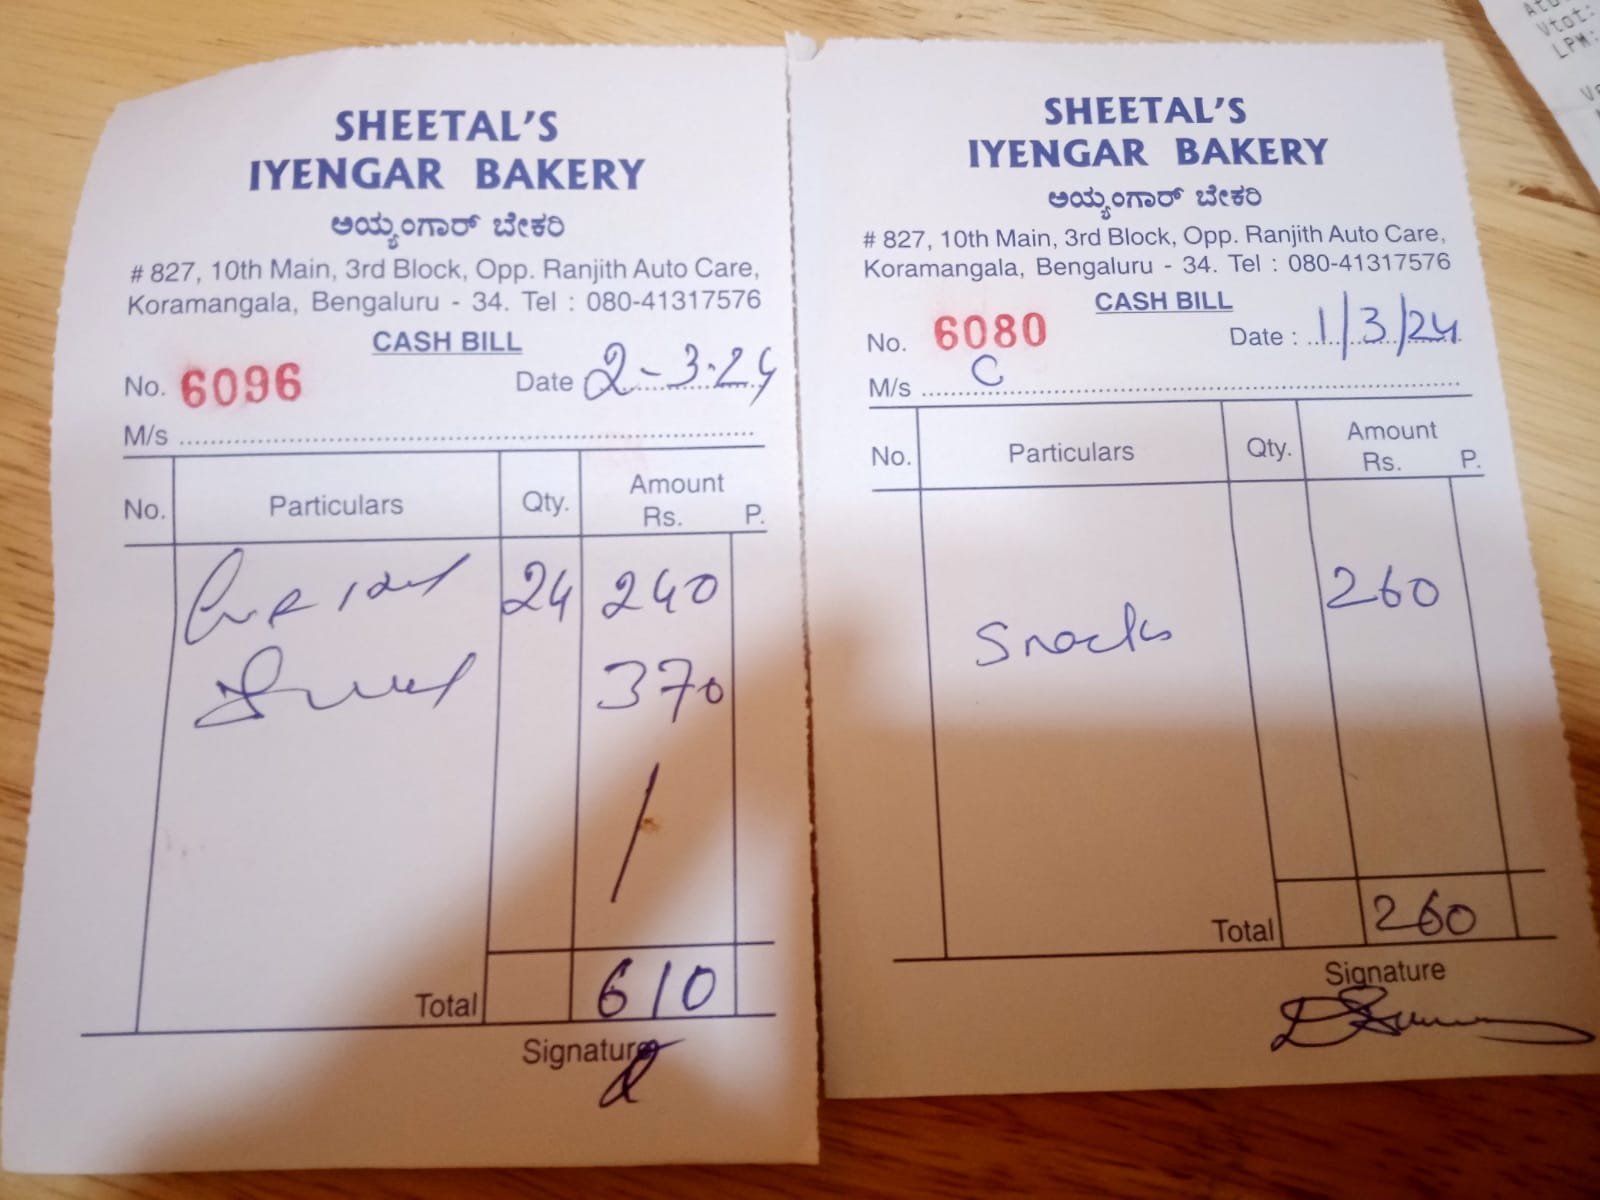 SHEETAL'S
IYENGAR BAKERY
ಅಯ್ಯಂಗಾರ್ ಬೇಕರಿ
# 827, 10th Main, 3rd Block, Opp. Ranjith Auto Care,
Koramangala, Bengaluru - 34. Tel : 080-41317576
CASH BILL
No. 6096 Date 2-3-24
M/s
No. Particulars Qty. Amount
Rs. P.
24 240
370
Total 610
Signature
SHEETAL'S
IYENGAR BAKERY
ಅಯ್ಯಂಗಾರ್ ಬೇಕರಿ
# 827, 10th Main, 3rd Block, Opp. Ranjith Auto Care,
Koramangala, Bengaluru - 34. Tel : 080-41317576
CASH BILL
No. 6080 Date : 1/3/24
M/s C
No. Particulars Qty. Amount
Rs. P.
260
Snacks
Total 260
Signature
Vtot:
LPM: